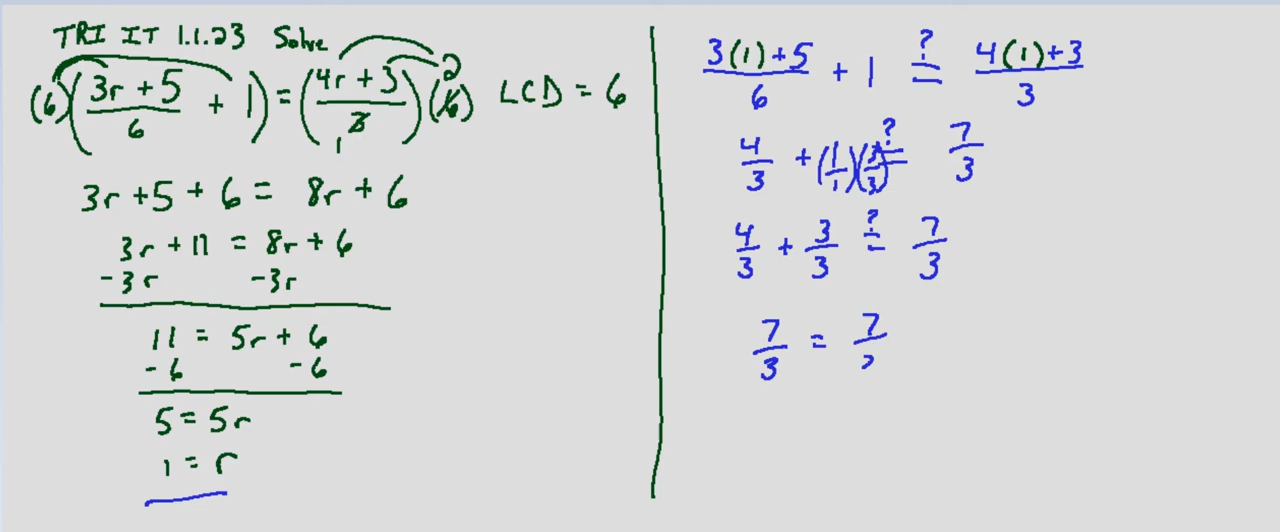 TRI IT 1.1.23 Solve
(6)((3r + 5)/6 + 1) = ((4r + 3)/3)(6) 2 1 LCD = 6
3r + 5 + 6 = 8r + 6
3r + 11 = 8r + 6
-3r -3r
11 = 5r + 6
-6 -6
5 = 5r
1 = r
(3(1)+5)/6 + 1 ?= (4(1)+3)/3
4/3 + (1/1)(3/3) ?= 7/3
4/3 + 3/3 ?= 7/3
7/3 = 7/